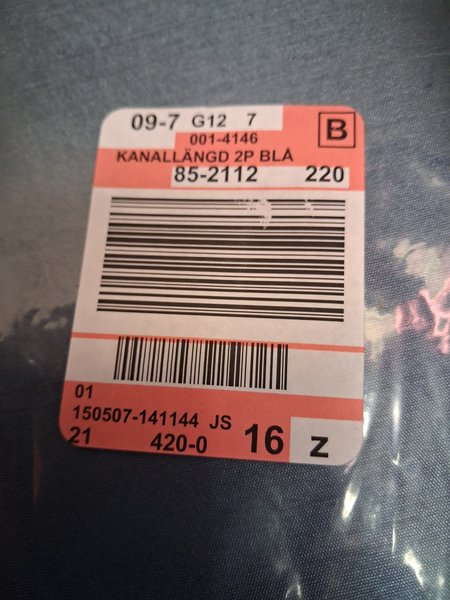 09-7 G12 7 B
001-4146
KANALLÄNGD 2P BLÅ
85-2112 220
01
150507-141144 JS
21 420-0 16 z